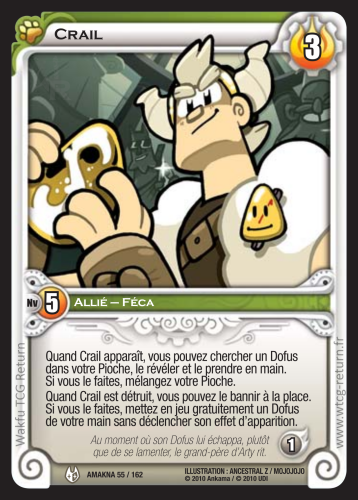 CRAIL
3
Nv 5 ALLIÉ – FÉCA
Quand Crail apparaît, vous pouvez chercher un Dofus
dans votre Pioche, le révéler et le prendre en main.
Si vous le faites, mélangez votre Pioche.
Quand Crail est détruit, vous pouvez le bannir à la place.
Si vous le faites, mettez en jeu gratuitement un Dofus
de votre main sans déclencher son effet d'apparition.
Au moment où son Dofus lui échappa, plutôt
que de se lamenter, le grand-père d'Arty rit.
1
AMAKNA 55 / 162
ILLUSTRATION : ANCESTRAL Z / MOJOJOJO
© 2010 Ankama / © 2010 UDI
Wakfu TCG Return
www.wtcg-return.fr